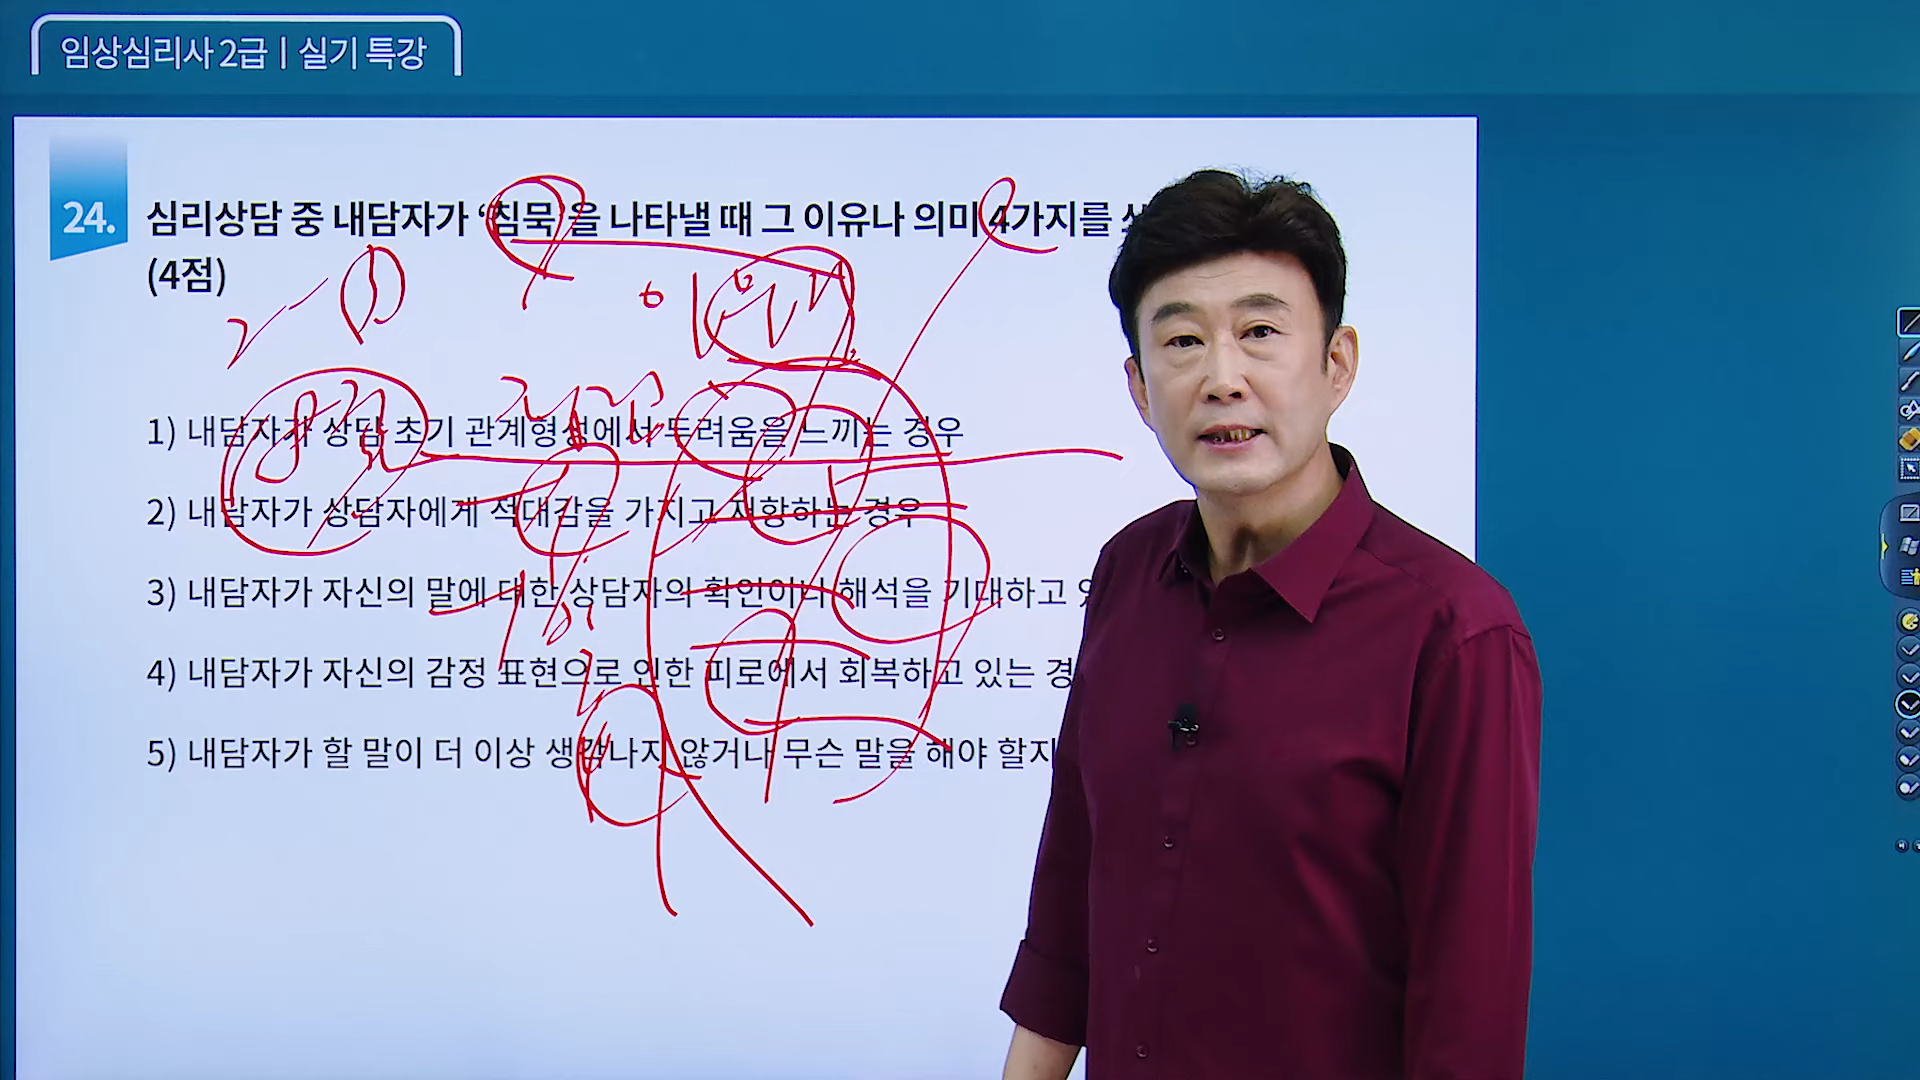 임상심리사 2급 | 실기 특강
24. 심리상담 중 내담자가 ‘침묵’을 나타낼 때 그 이유나 의미 4가지를
(4점)
1) 내담자가 상담 초기 관계형성에서 두려움을 느끼는 경우
2) 내담자가 상담자에게 적대감을 가지고 저항하는 경우
3) 내담자가 자신의 말에 대한 상담자의 확인이나 해석을 기대하고
4) 내담자가 자신의 감정 표현으로 인한 피로에서 회복하고 있는 경
5) 내담자가 할 말이 더 이상 생각나지 않거나 무슨 말을 해야 할지